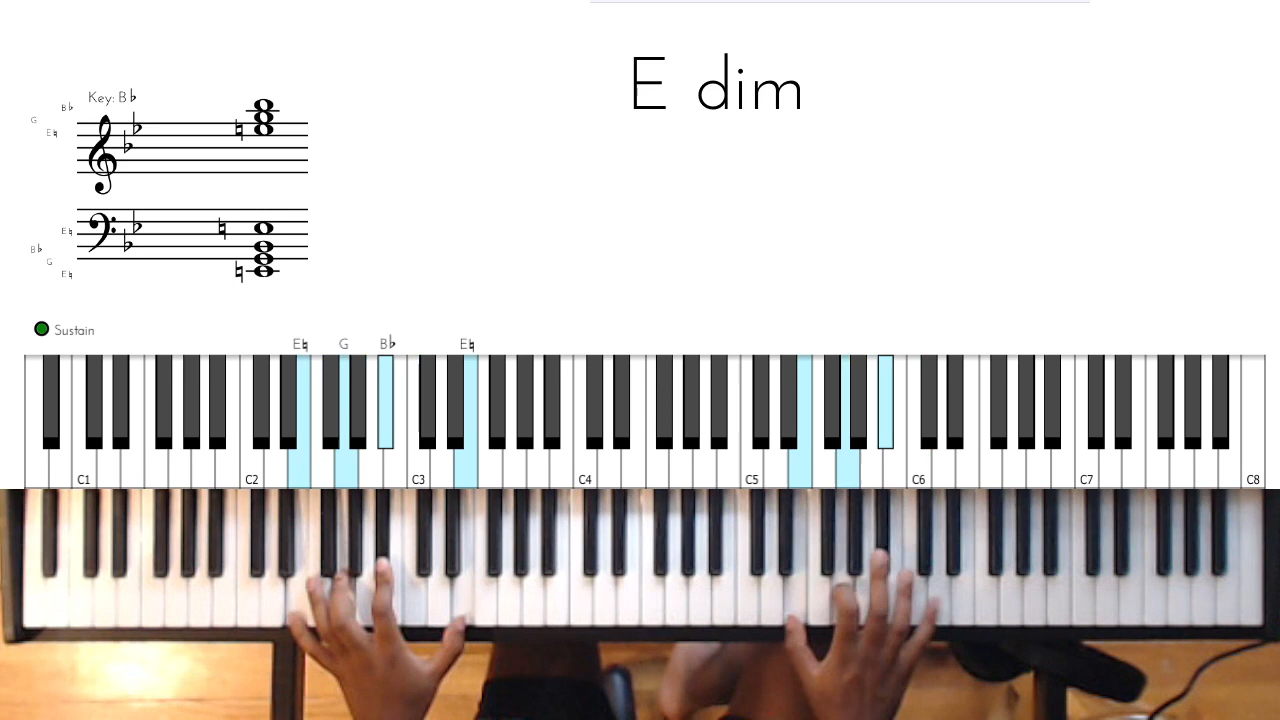 E dim
Key: B♭
B♭
G
E♮
E♮
B♭
G
E♮
Sustain
E♮ G B♭ E♮
C1 C2 C3 C4 C5 C6 C7 C8